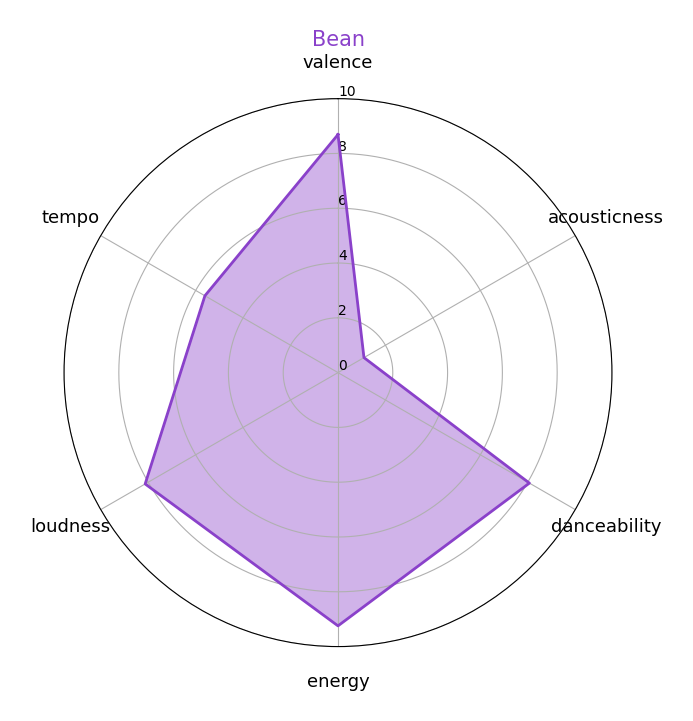 Bean
valence
10
8
6
4
2
0
tempo
acousticness
loudness
danceability
energy